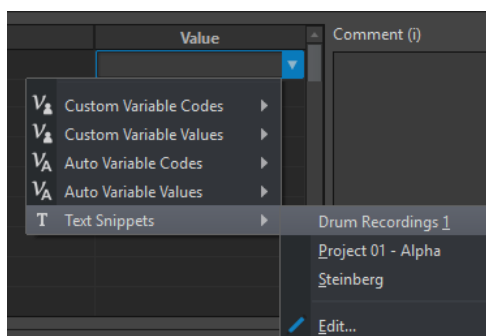 Value
Comment (i)
Custom Variable Codes
Custom Variable Values
Auto Variable Codes
Auto Variable Values
T Text Snippets
Drum Recordings 1
Project 01 - Alpha
Steinberg
Edit...